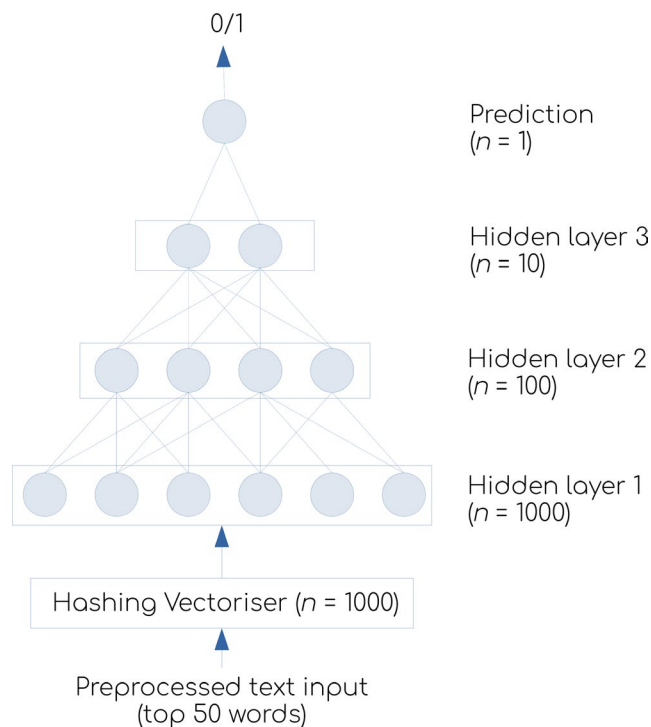 0/1
Prediction
(n = 1)
Hidden layer 3
(n = 10)
Hidden layer 2
(n = 100)
Hidden layer 1
(n = 1000)
Hashing Vectoriser (n = 1000)
Preprocessed text input
(top 50 words)